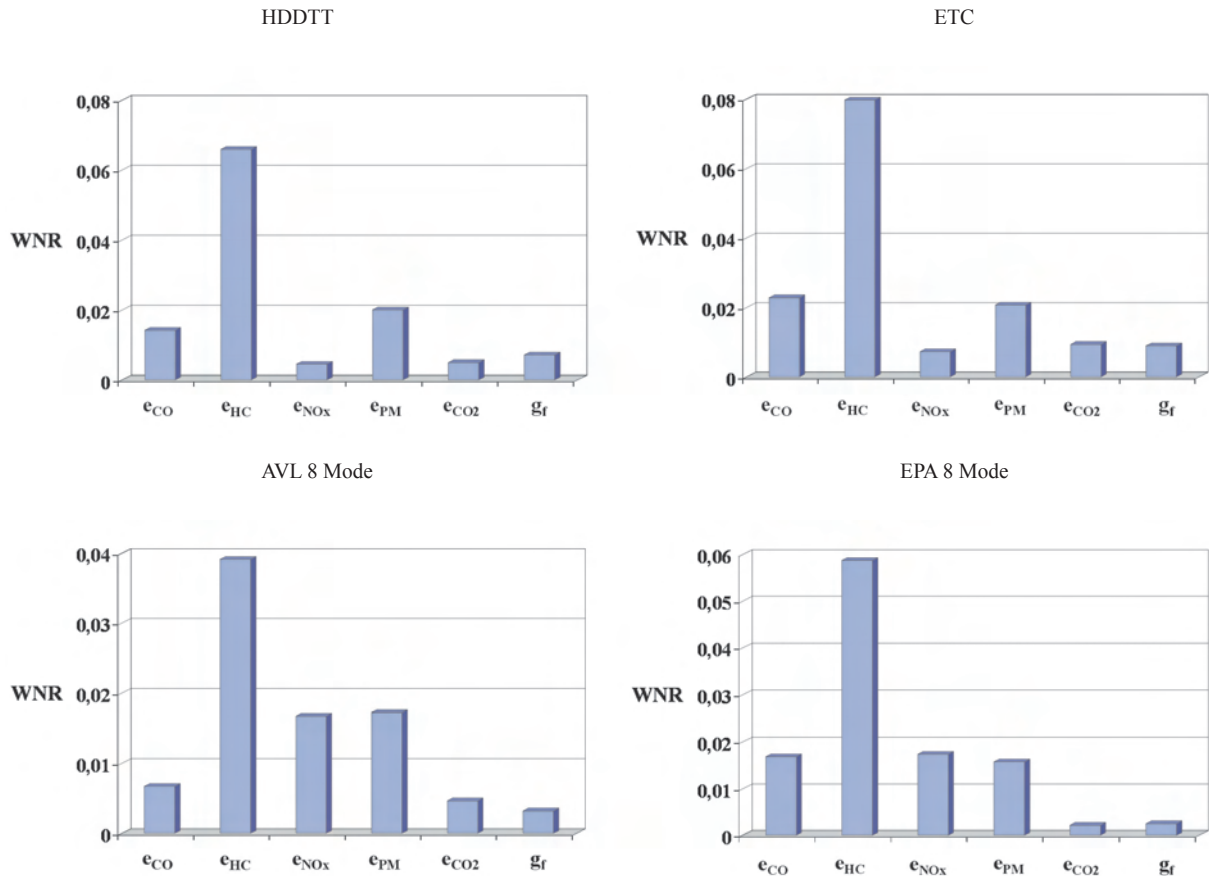 HDDTT
0,08
0,06
WNR 0,04
0,02
0
eCO eHC eNOx ePM eCO2 gf
ETC
0,08
0,06
WNR 0,04
0,02
0
eCO eHC eNOx ePM eCO2 gf
AVL 8 Mode
0,04
0,03
WNR 0,02
0,01
0
eCO eHC eNOx ePM eCO2 gf
EPA 8 Mode
0,06
0,05
0,04
WNR 0,03
0,02
0,01
0
eCO eHC eNOx ePM eCO2 gf